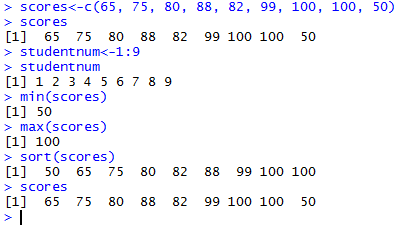 > scores<-c(65, 75, 80, 88, 82, 99, 100, 100, 50)
> scores
[1]  65  75  80  88  82  99 100 100  50
> studentnum<-1:9
> studentnum
[1] 1 2 3 4 5 6 7 8 9
> min(scores)
[1] 50
> max(scores)
[1] 100
> sort(scores)
[1]  50  65  75  80  82  88  99 100 100
> scores
[1]  65  75  80  88  82  99 100 100  50
>